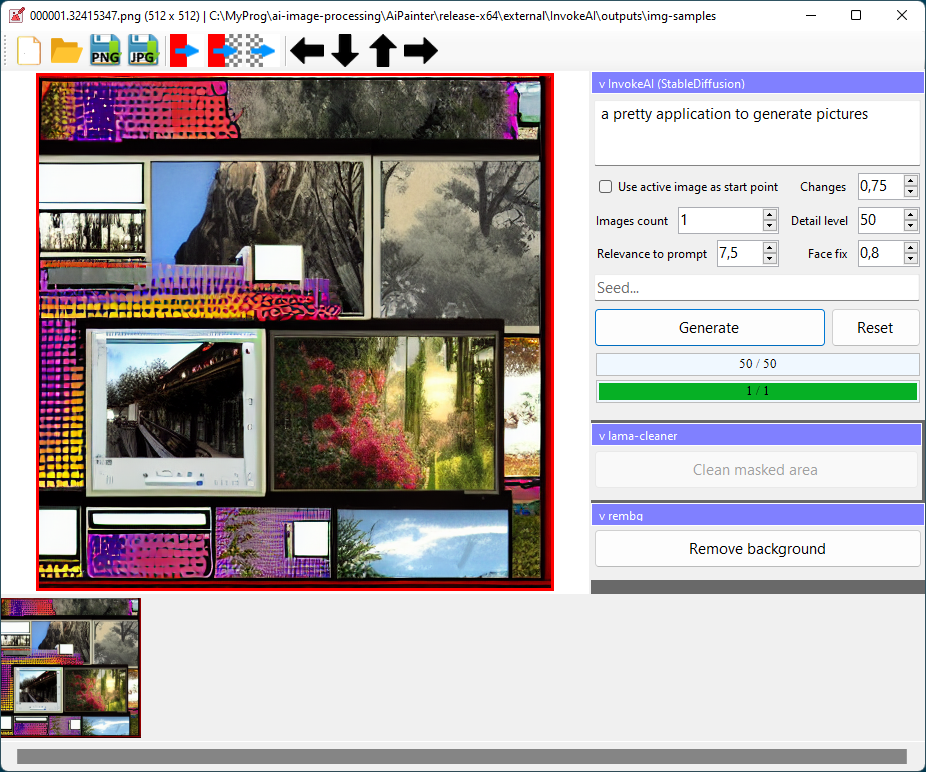 000001.32415347.png (512 x 512) | C:\MyProg\ai-image-processing\AiPainter\release-x64\external\InvokeAI\outputs\img-samples
PNG JPG
v InvokeAI (StableDiffusion)
a pretty application to generate pictures
Use active image as start point Changes 0,75
Images count 1 Detail level 50
Relevance to prompt 7,5 Face fix 0,8
Seed...
Generate Reset
50 / 50
1 / 1
v lama-cleaner
Clean masked area
v rembg
Remove background